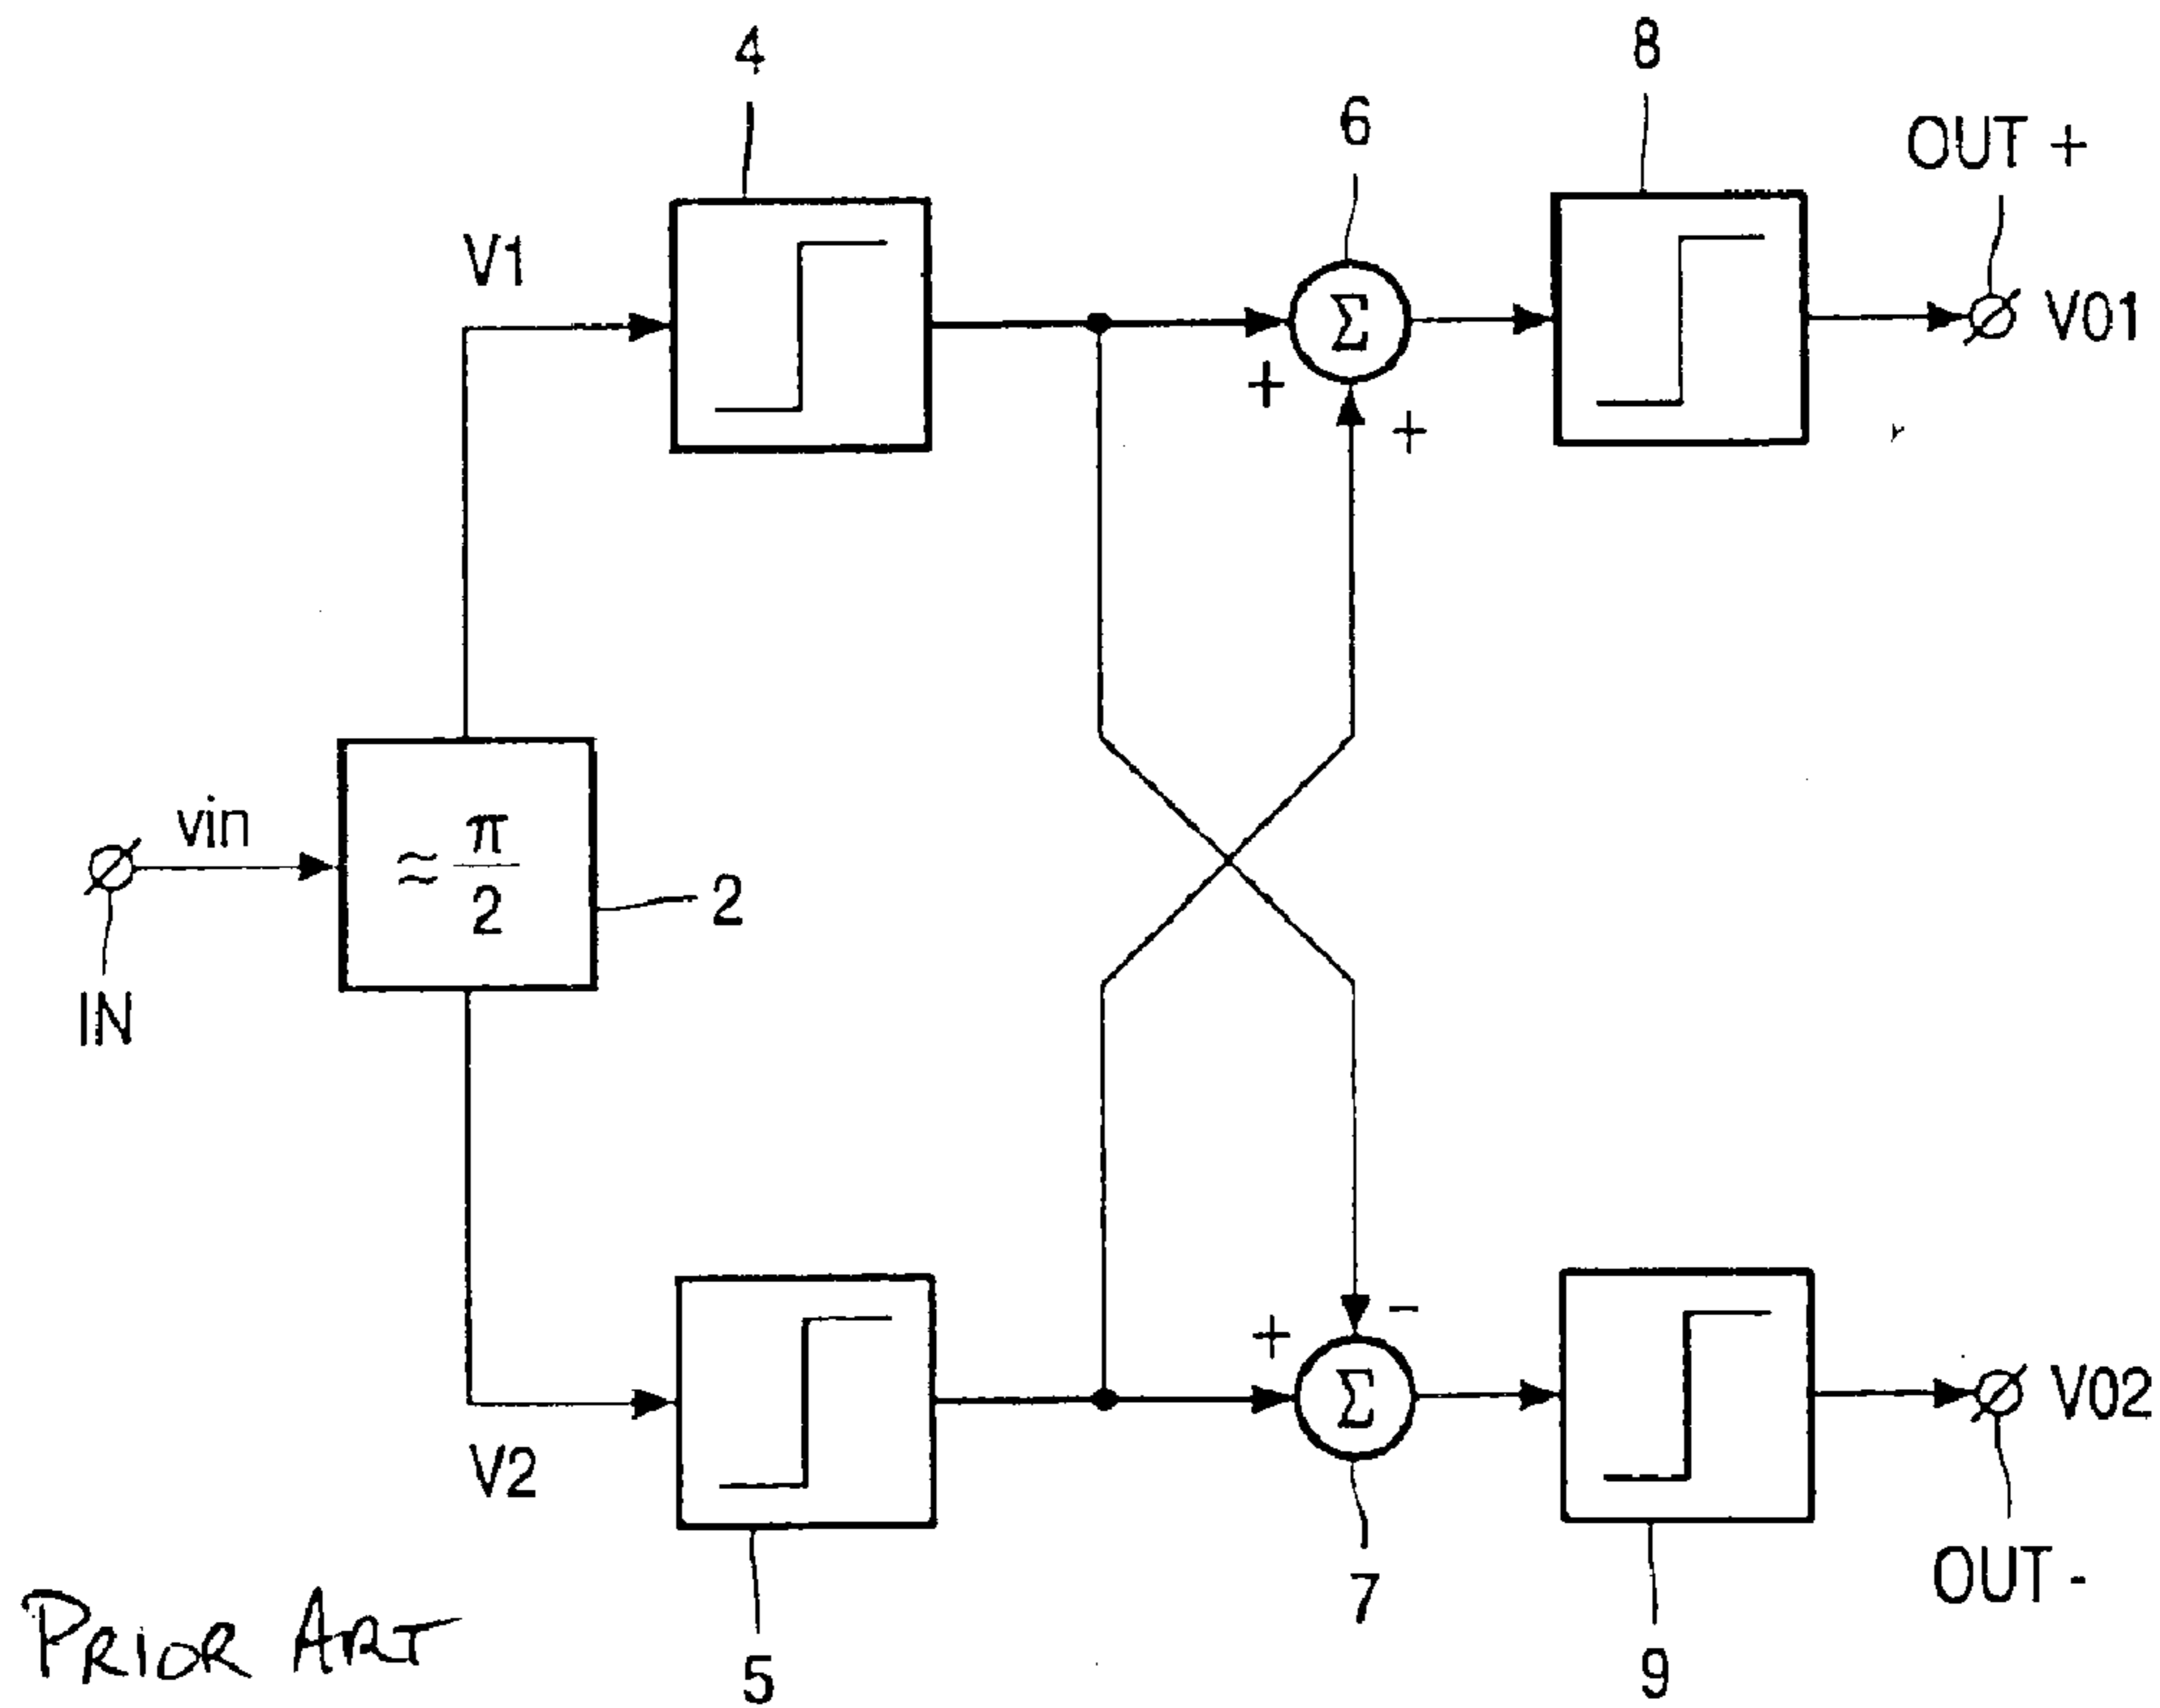 4
8
6
OUT +
V1
Σ
V01
+
+
vin
≈ π/2
2
IN
+
-
Σ
V02
V2
7
OUT -
5
9
PRIOR ART